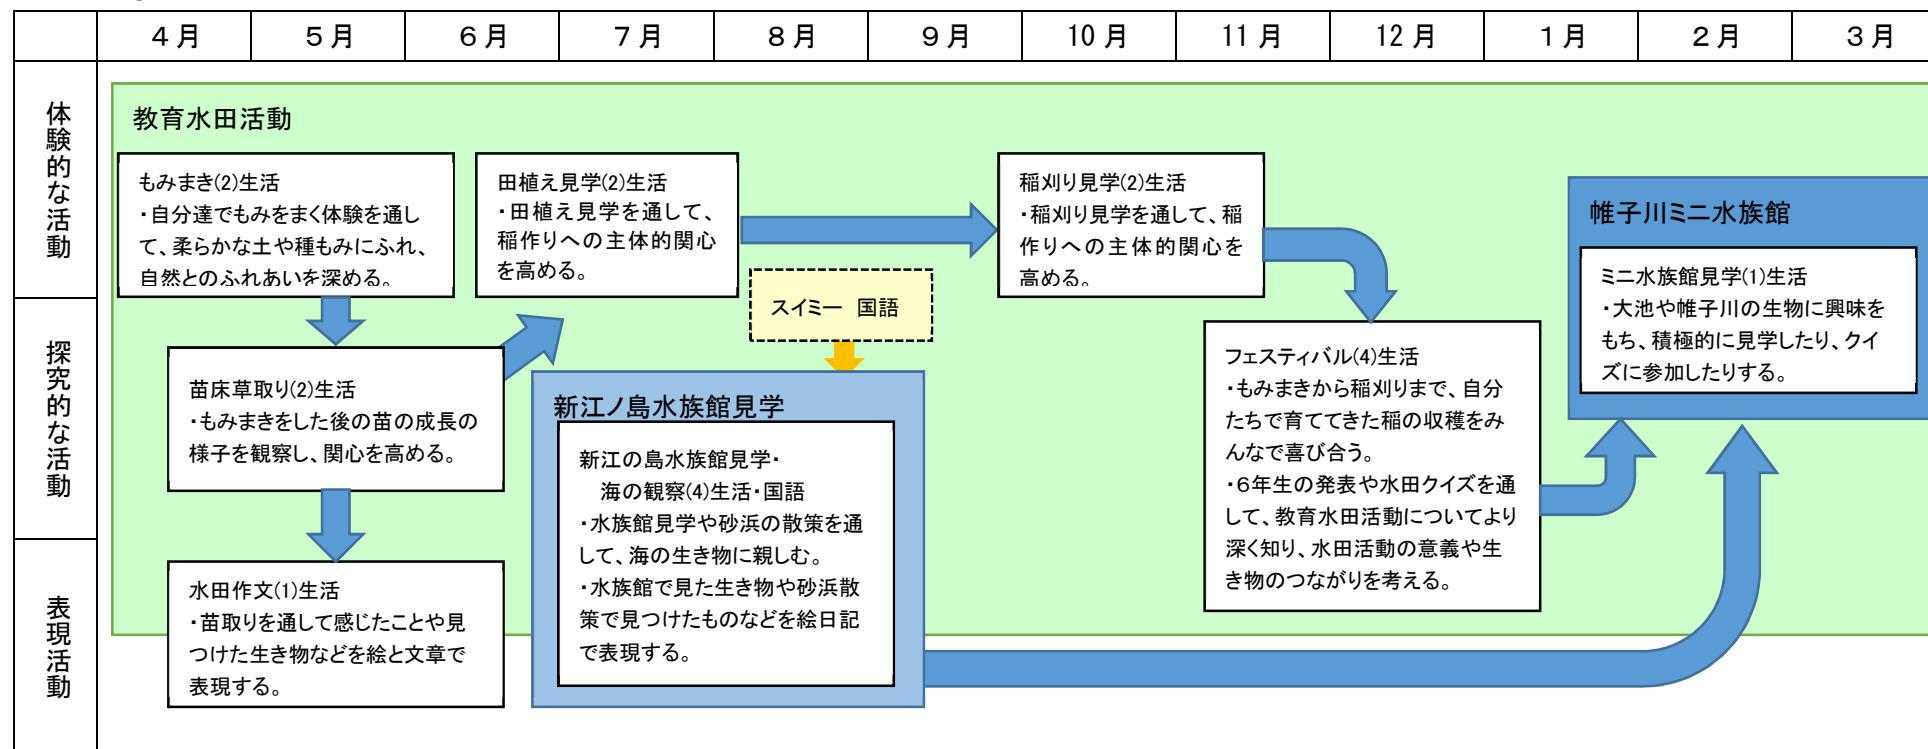 4月 5月 6月 7月 8月 9月 10月 11月 12月 1月 2月 3月
体験的な活動
探究的な活動
表現活動
教育水田活動
もみまき(2)生活
・自分達でもみをまく体験を通し
て、柔らかな土や種もみにふれ、
自然とのふれあいを深める。
苗床草取り(2)生活
・もみまきをした後の苗の成長の
様子を観察し、関心を高める。
水田作文(1)生活
・苗取りを通して感じたことや見
つけた生き物などを絵と文章で
表現する。
田植え見学(2)生活
・田植え見学を通して、
稲作りへの主体的関心
を高める。
スイミー 国語
新江ノ島水族館見学
新江の島水族館見学・
海の観察(4)生活・国語
・水族館見学や砂浜の散策を通
して、海の生き物に親しむ。
・水族館で見た生き物や砂浜散
策で見つけたものなどを絵日記
で表現する。
稲刈り見学(2)生活
・稲刈り見学を通して、稲
作りへの主体的関心を
高める。
フェスティバル(4)生活
・もみまきから稲刈りまで、自分
たちで育ててきた稲の収穫をみ
んなで喜び合う。
・6年生の発表や水田クイズを通
して、教育水田活動についてより
深く知り、水田活動の意義や生
き物のつながりを考える。
帷子川ミニ水族館
ミニ水族館見学(1)生活
・大池や帷子川の生物に興味を
もち、積極的に見学したり、クイ
ズに参加したりする。